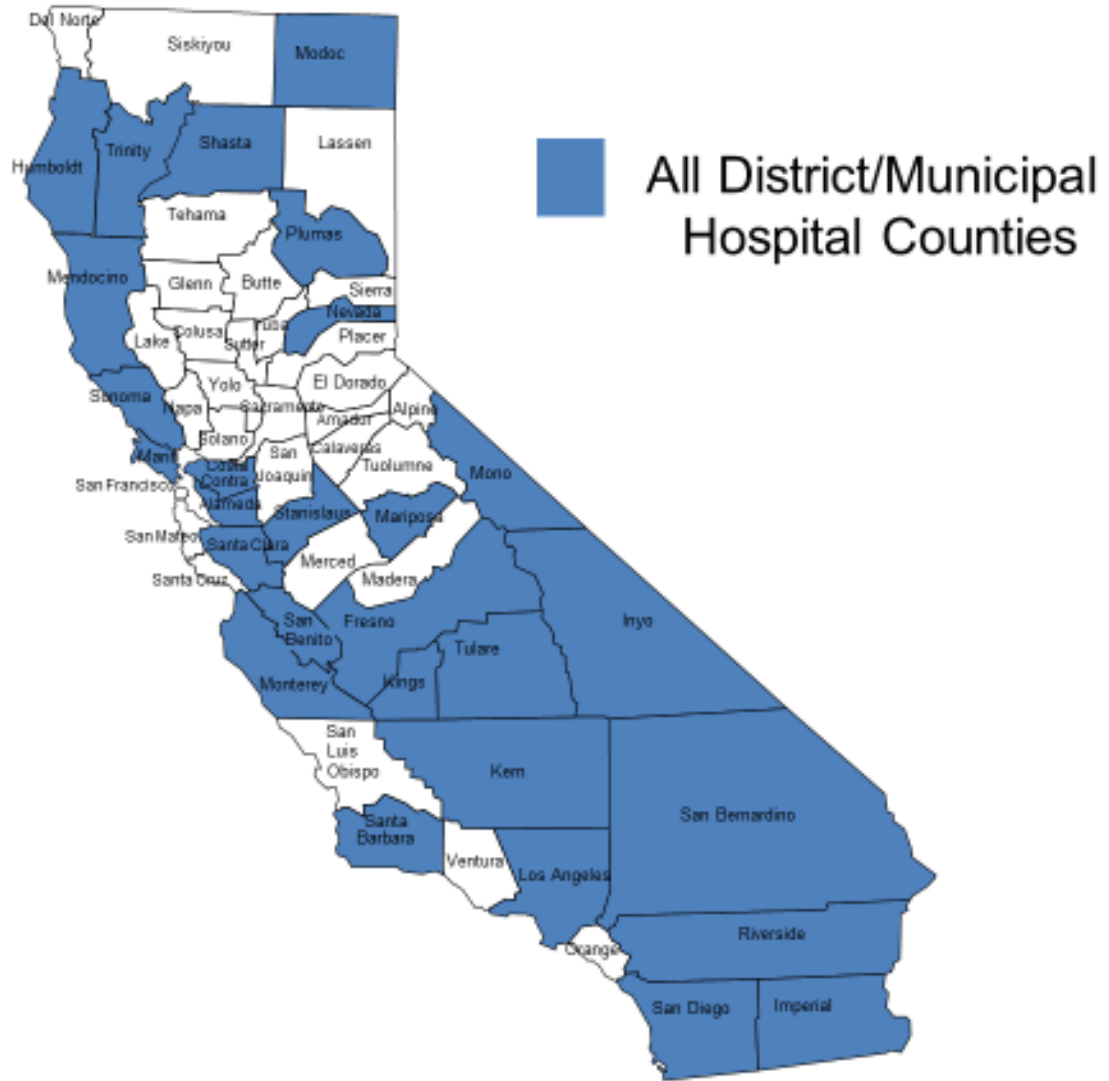 Del Norte
Siskiyou
Modoc
Humboldt
Trinity
Shasta
Lassen
All District/Municipal
Hospital Counties
Tehama
Plumas
Mendocino
Glenn
Butte
Sierra
Nevada
Lake
Colusa
Sutter
Yuba
Placer
Sonoma
Napa
Yolo
Sacramento
El Dorado
Alpine
Amador
Solano
Marin
Calaveras
San
Joaquin
Tuolumne
Mono
San Francisco
Costa
Contra
Alameda
Stanislaus
Mariposa
San Mateo
Santa Clara
Merced
Madera
Santa Cruz
San
Benito
Fresno
Inyo
Tulare
Monterey
Kings
San
Luis
Obispo
Kern
San Bernardino
Santa
Barbara
Ventura
Los Angeles
Orange
Riverside
San Diego
Imperial